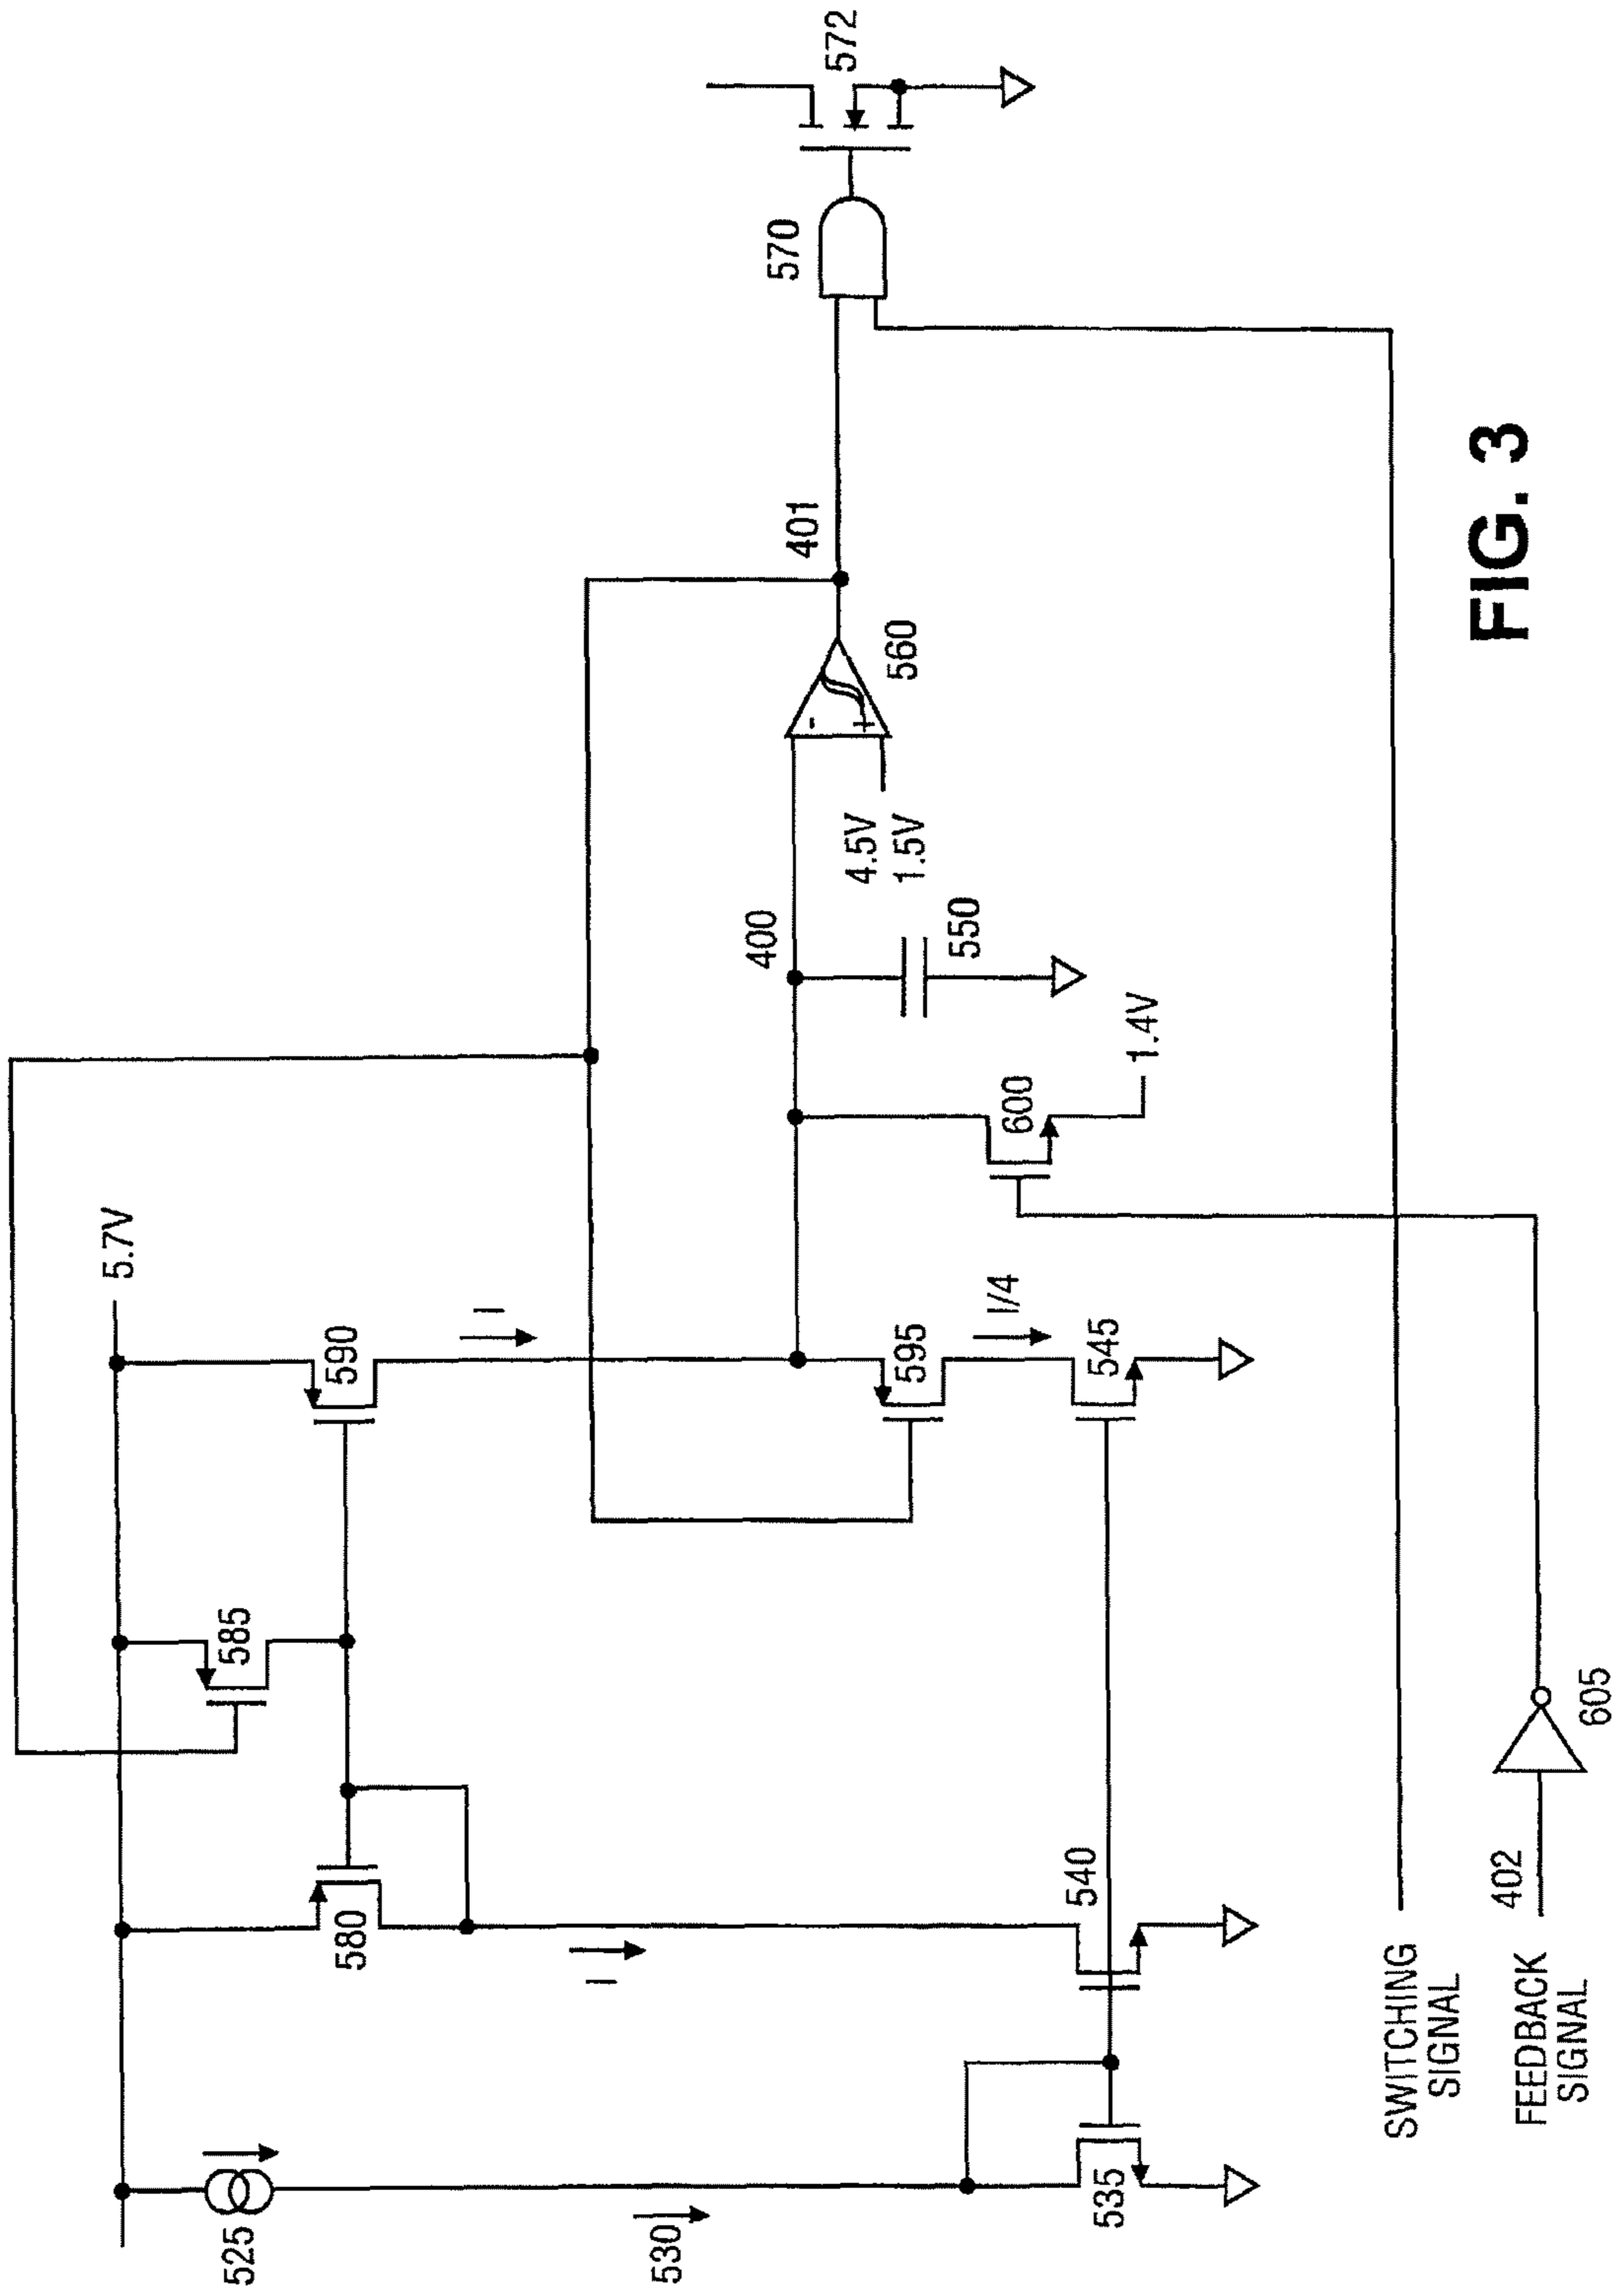 5.7V
525
530
I
580
585
590
I
I
595
I/4
545
540
535
600
1.4V
400
550
4.5V
1.5V
-
+
560
401
570
572
SWITCHING
SIGNAL
FEEDBACK
SIGNAL
402
605
FIG. 3